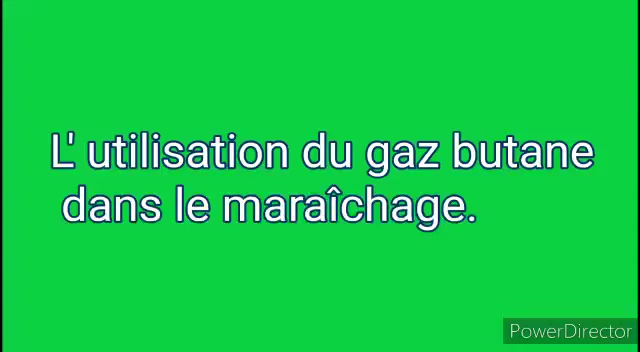 L' utilisation du gaz butane
dans le maraîchage.
PowerDirector